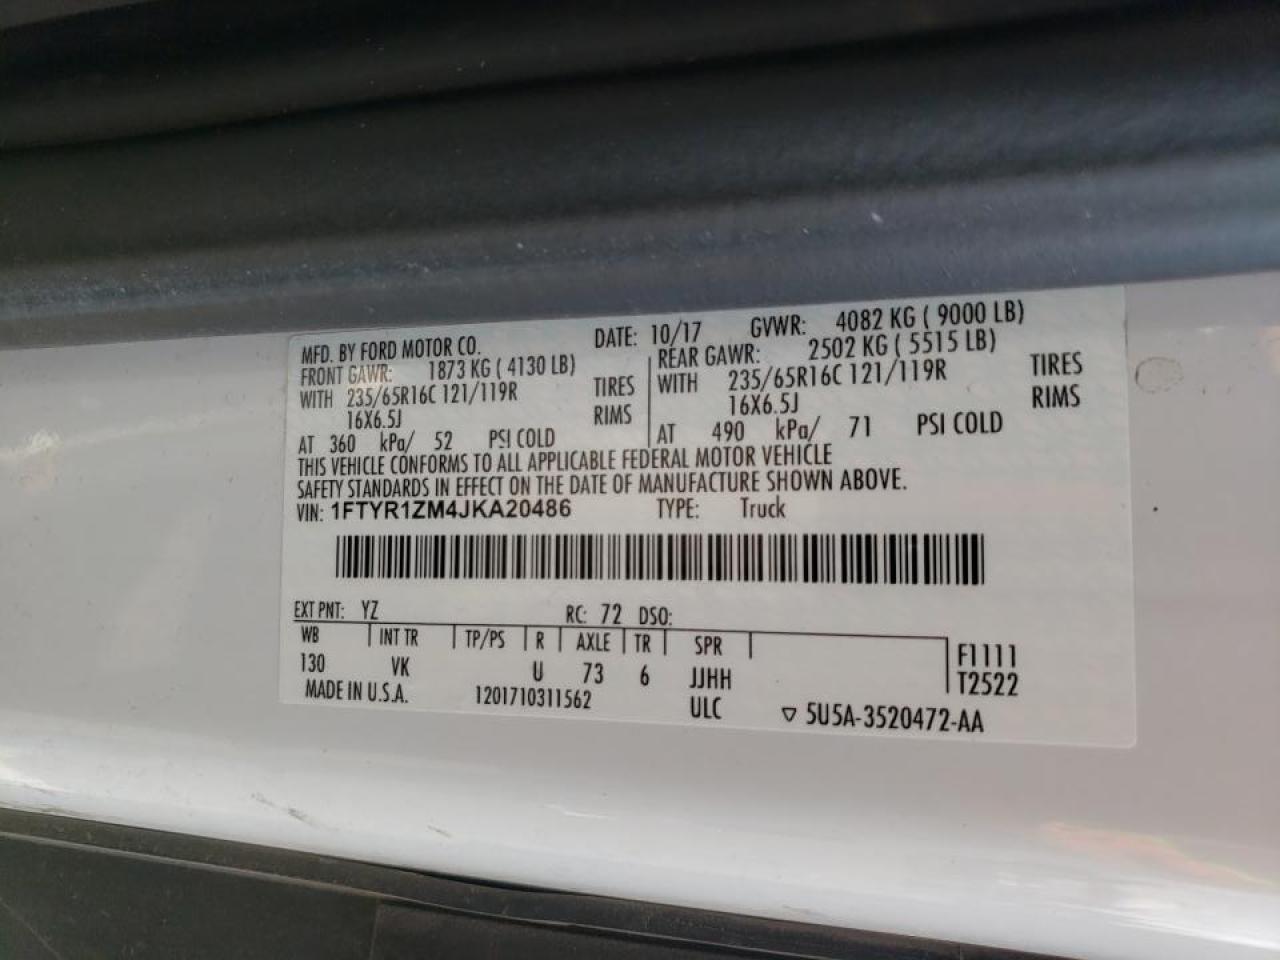 MFD. BY FORD MOTOR CO. DATE: 10/17 GVWR: 4082 KG ( 9000 LB)
FRONT GAWR: 1873 KG ( 4130 LB) REAR GAWR: 2502 KG ( 5515 LB)
WITH 235/65R16C 121/119R TIRES WITH 235/65R16C 121/119R TIRES
16X6.5J RIMS 16X6.5J RIMS
AT 360 kPa/ 52 PSI COLD AT 490 kPa/ 71 PSI COLD
THIS VEHICLE CONFORMS TO ALL APPLICABLE FEDERAL MOTOR VEHICLE
SAFETY STANDARDS IN EFFECT ON THE DATE OF MANUFACTURE SHOWN ABOVE.
VIN: 1FTYR1ZM4JKA20486 TYPE: Truck
EXT PNT: YZ RC: 72 DSO:
WB INT TR TP/PS R AXLE TR SPR F1111
130 VK U 73 6 JJHH T2522
MADE IN U.S.A. 1201710311562 ULC ▽ 5U5A-3520472-AA